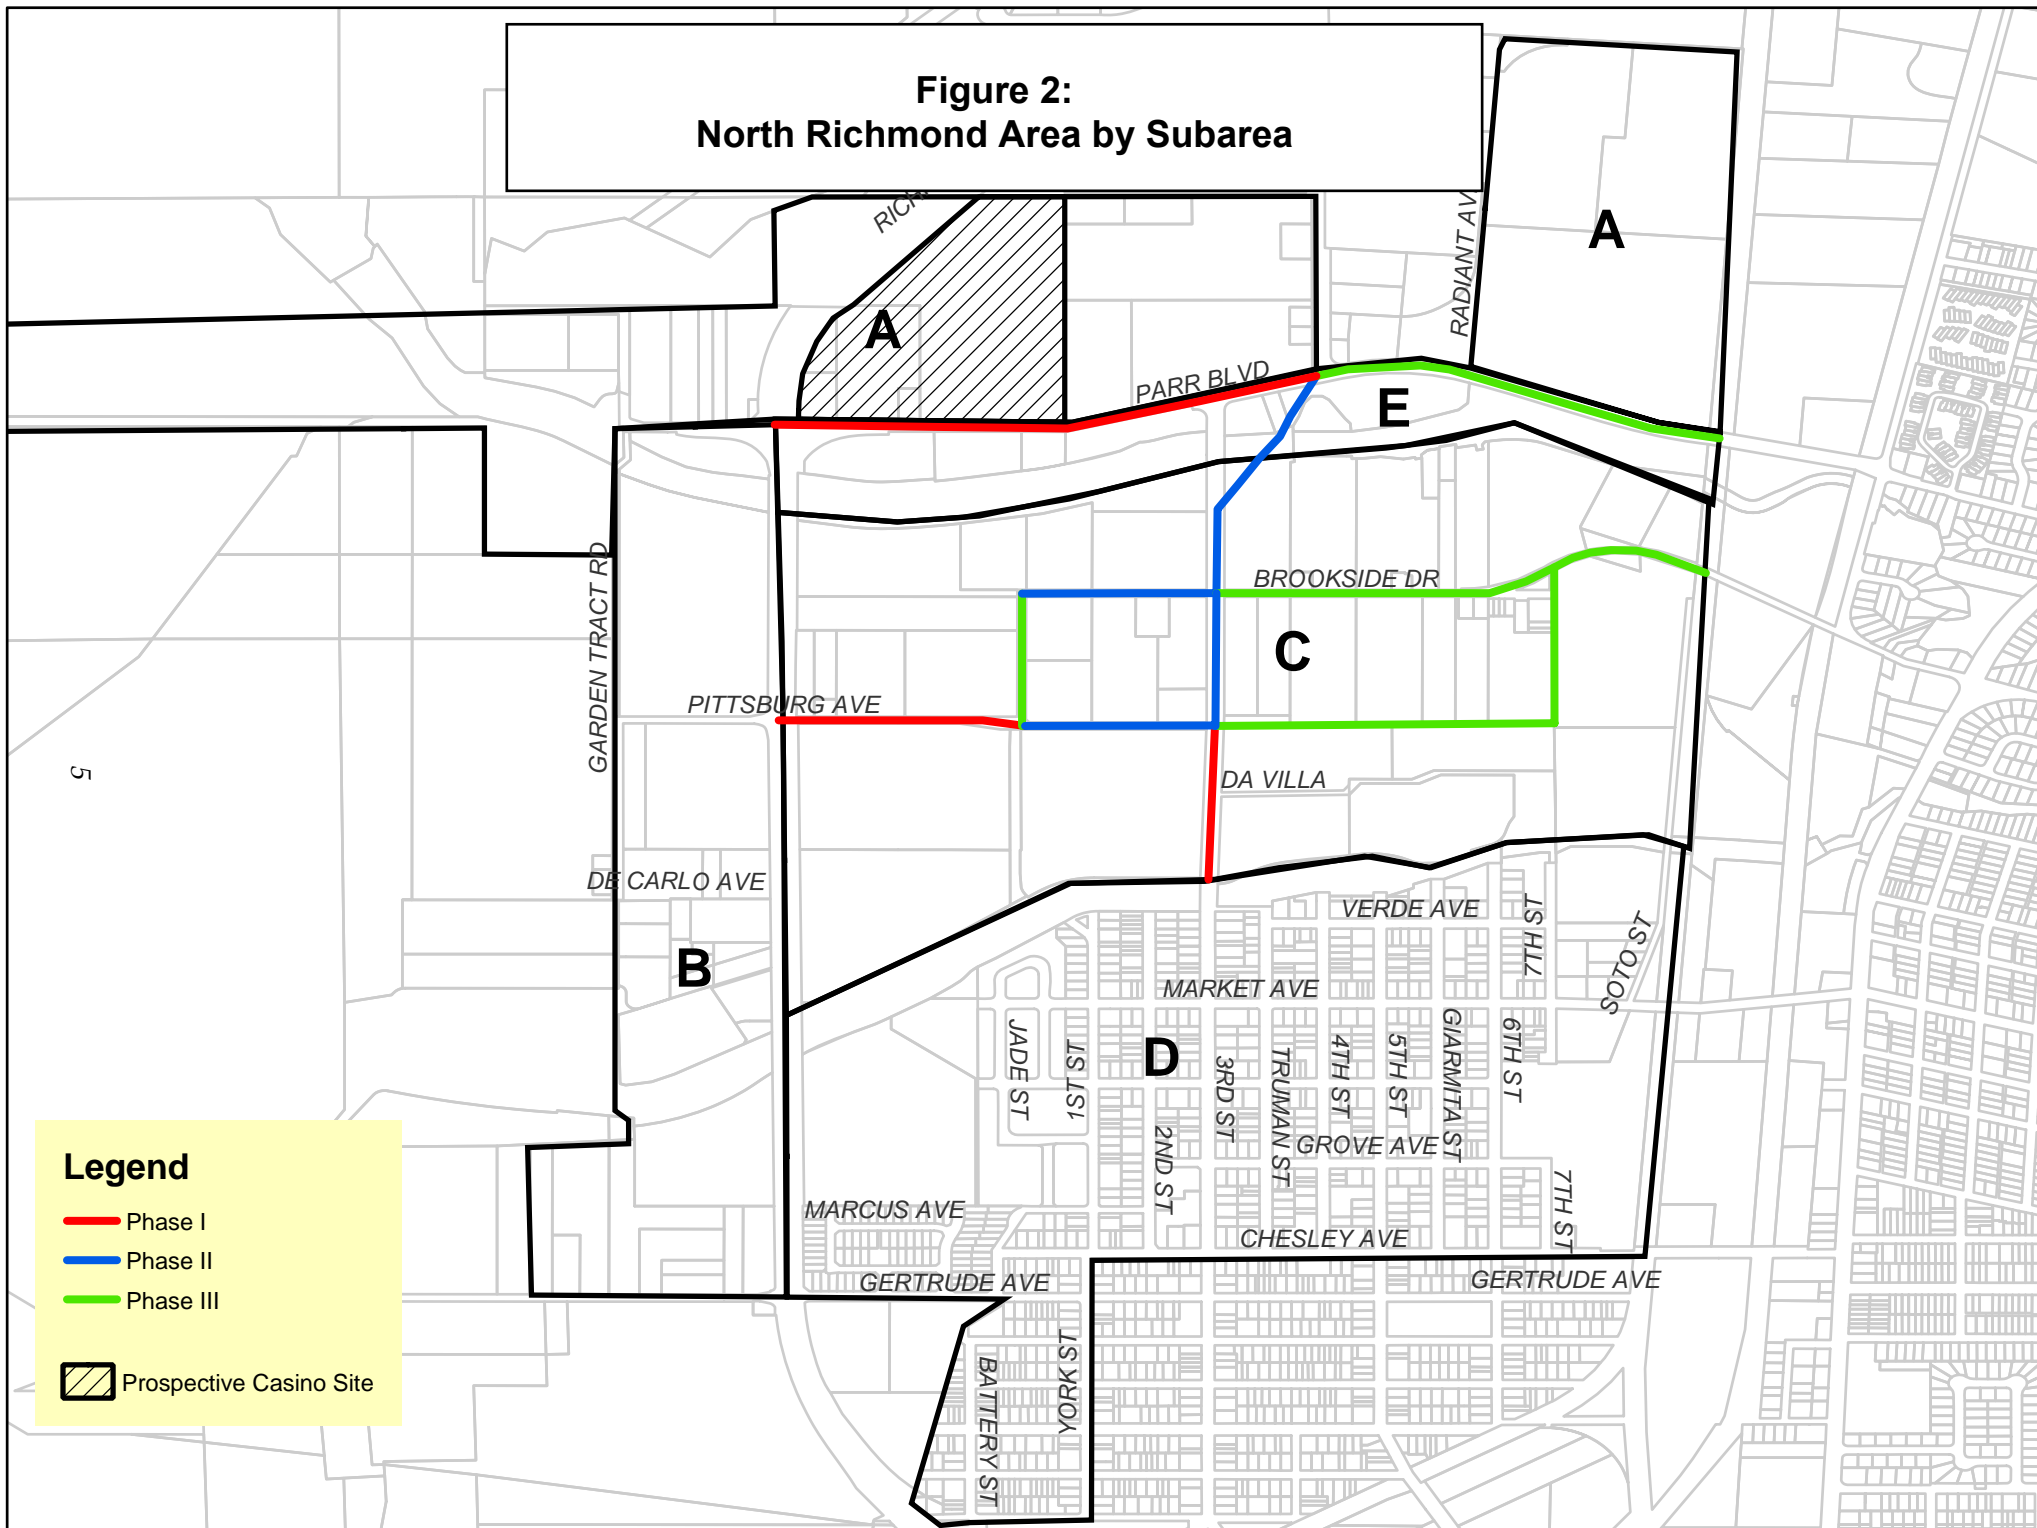 Figure 2:
North Richmond Area by Subarea
A
RADIANT AV
A
PARR BLVD
E
GARDEN TRACT RD
BROOKSIDE DR
C
PITTSBURG AVE
5
DA VILLA
DE CARLO AVE
VERDE AVE
7TH ST
SOTO ST
B
MARKET AVE
JADE ST
1ST ST
D
3RD ST
TRUMAN ST
4TH ST
5TH ST
GIARMITA ST
6TH ST
2ND ST
GROVE AVE
7TH ST
MARCUS AVE
CHESLEY AVE
GERTRUDE AVE
GERTRUDE AVE
BATTERY ST
YORK ST
Legend
Phase I
Phase II
Phase III
Prospective Casino Site